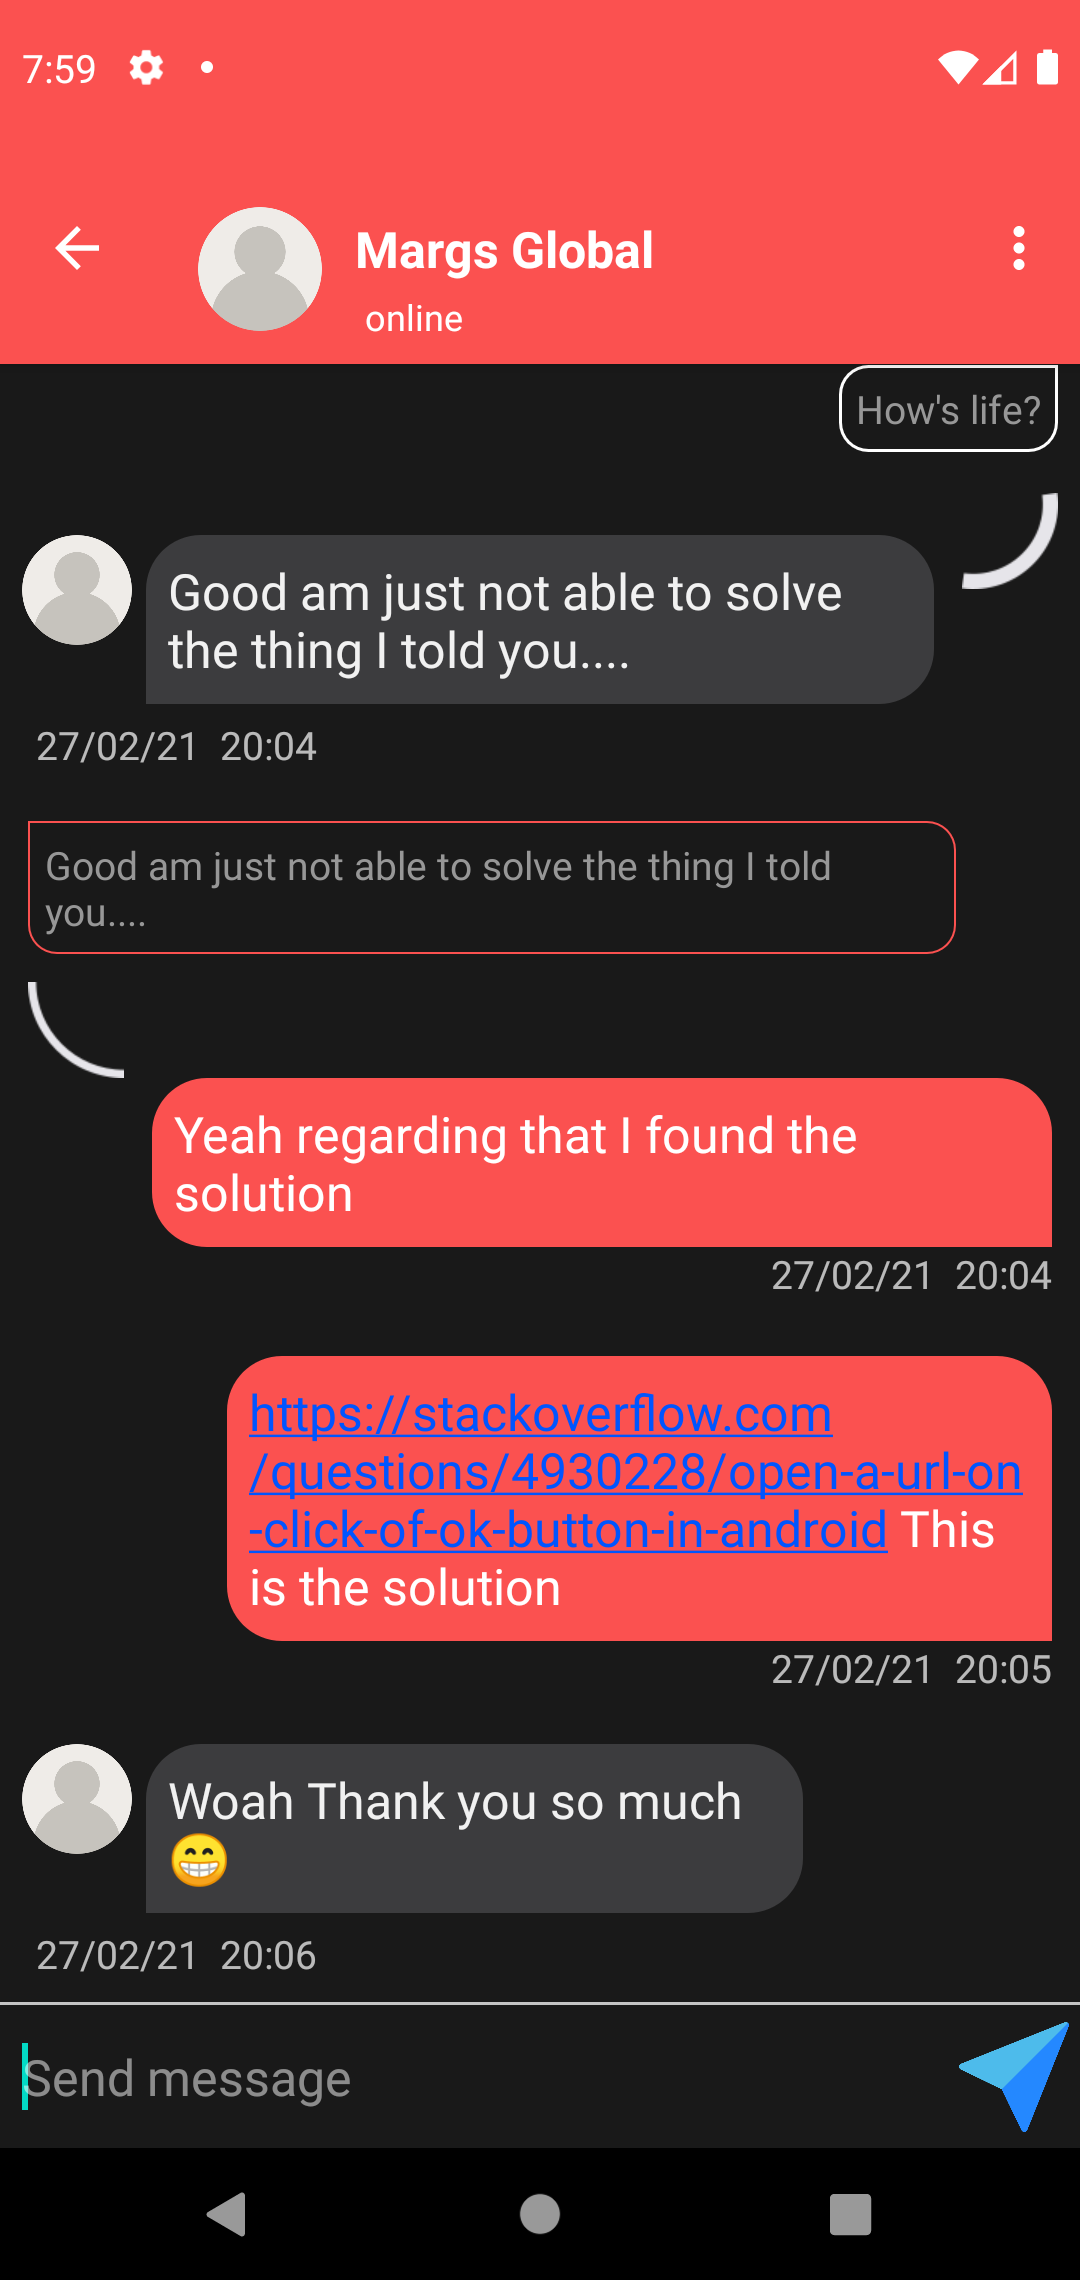 7:59
Margs Global
online
How's life?
Good am just not able to solve
the thing I told you....
27/02/21 20:04
Good am just not able to solve the thing I told
you....
Yeah regarding that I found the
solution
27/02/21 20:04
https://stackoverflow.com
/questions/4930228/open-a-url-on
-click-of-ok-button-in-android This
is the solution
27/02/21 20:05
Woah Thank you so much
😁
27/02/21 20:06
Send message